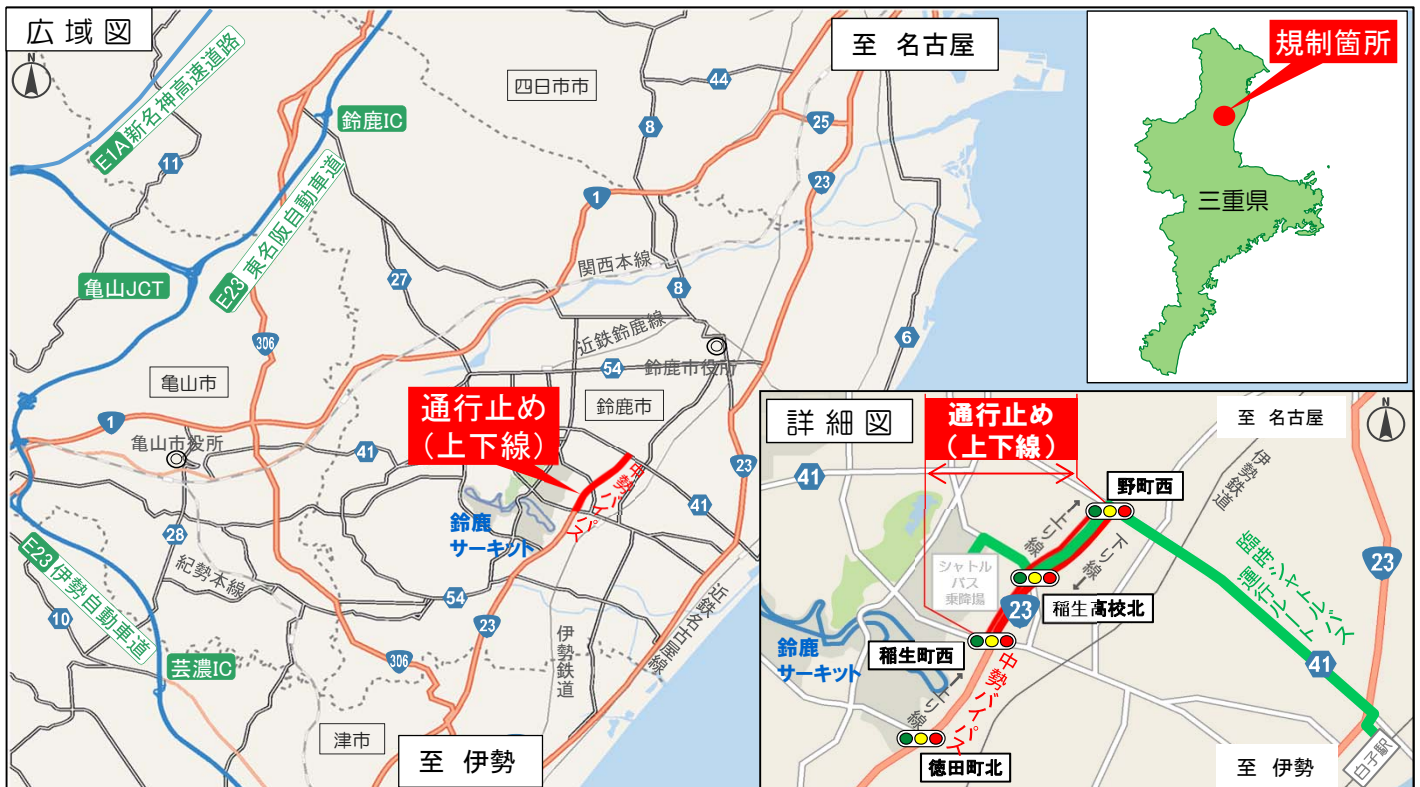 広域図
N
至 名古屋
四日市市
44
8
25
23
E1A 新名神高速道路
11
鈴鹿IC
E23 東名阪自動車道
1
関西本線
亀山JCT
27
8
306
近鉄鈴鹿線
6
54
鈴鹿市役所
亀山市
通行止め
(上下線)
鈴鹿市
1
亀山市役所
41
23
中勢バイパス
41
鈴鹿
サーキット
28
E23 伊勢自動車道
紀勢本線
54
10
23
近鉄名古屋線
伊勢鉄道
306
芸濃IC
津市
至 伊勢
規制箇所
三重県
詳細図
通行止め
(上下線)
至 名古屋
N
41
野町西
伊勢鉄道
←上り線
下り線→
23
シャトル
バス
乗降場
臨時シャトルバス
運行ルート
23
稲生高校北
稲生町西
鈴鹿
サーキット
41
中勢バイパス
上り線→
徳田町北
白子駅
至 伊勢